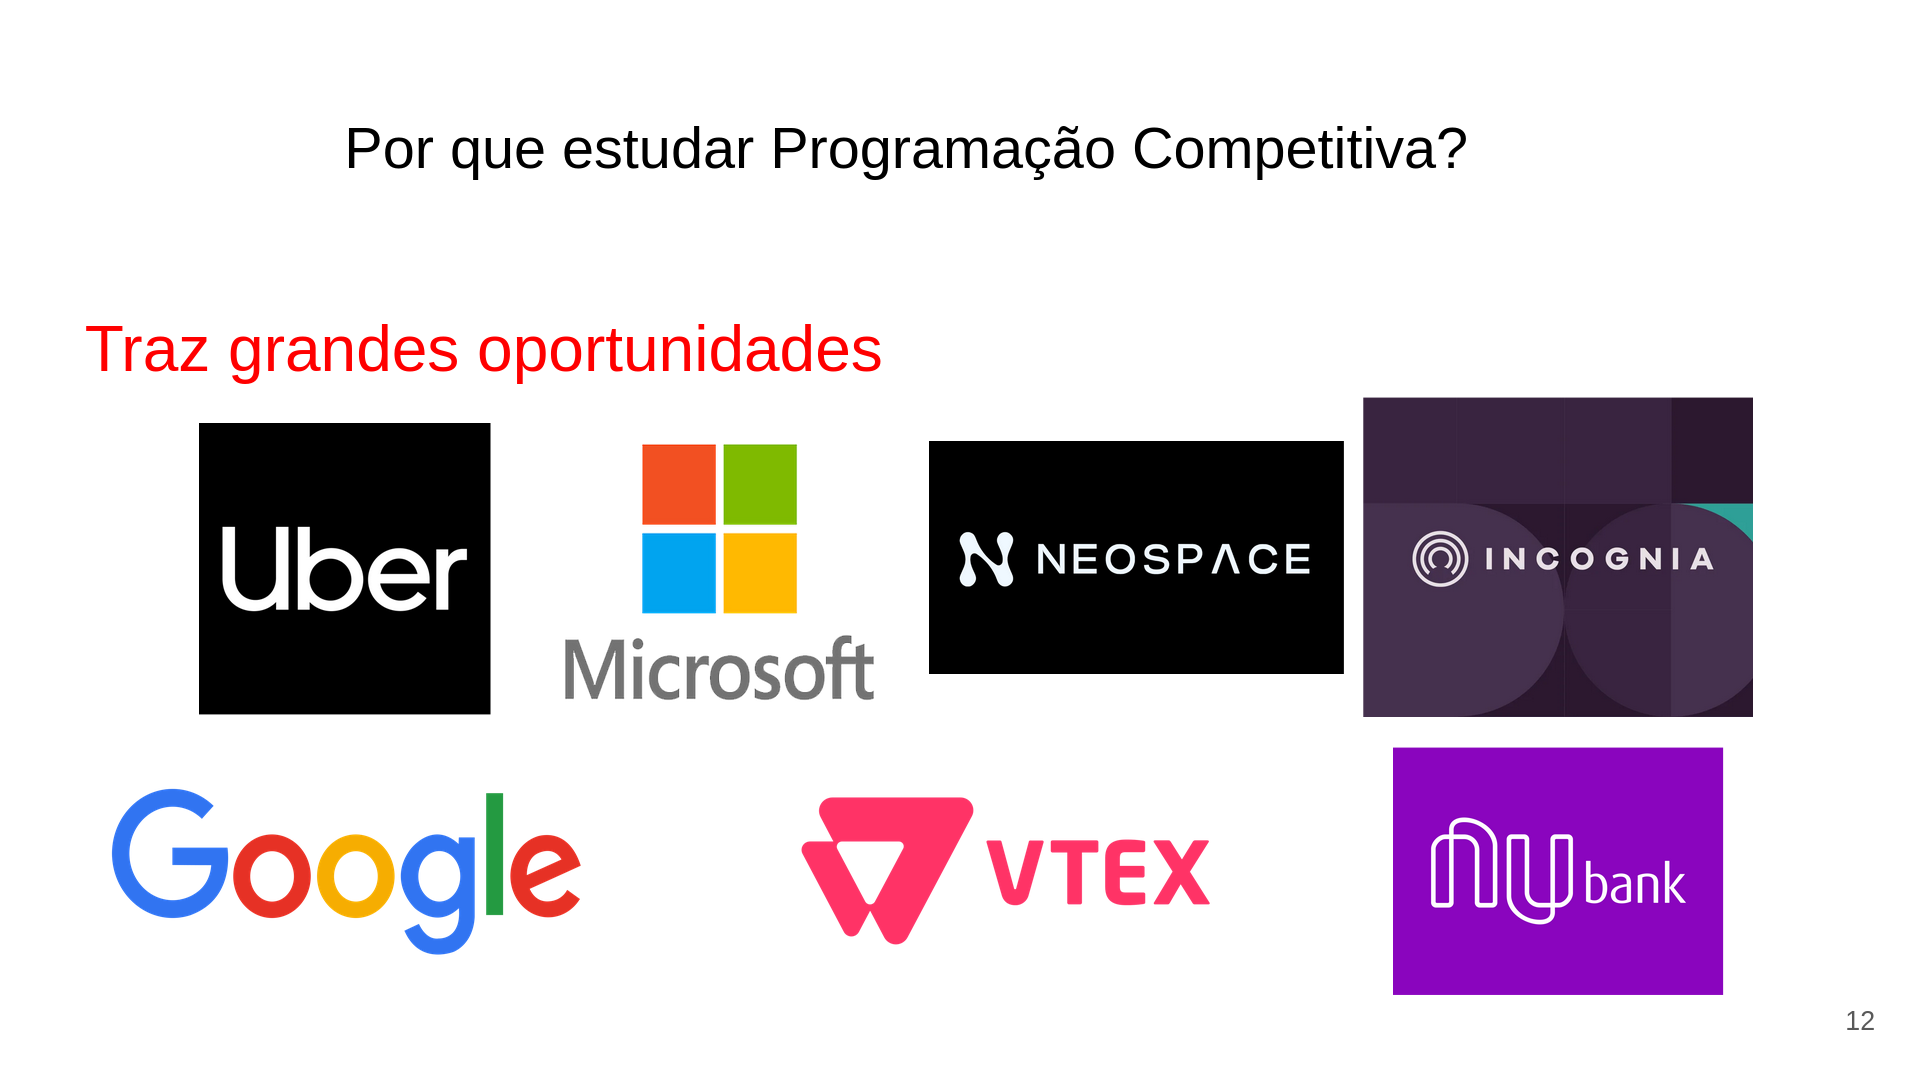 Por que estudar Programação Competitiva?
Traz grandes oportunidades
Uber
Microsoft
NEOSPACE
INCOGNIA
Google
VTEX
nu bank
12